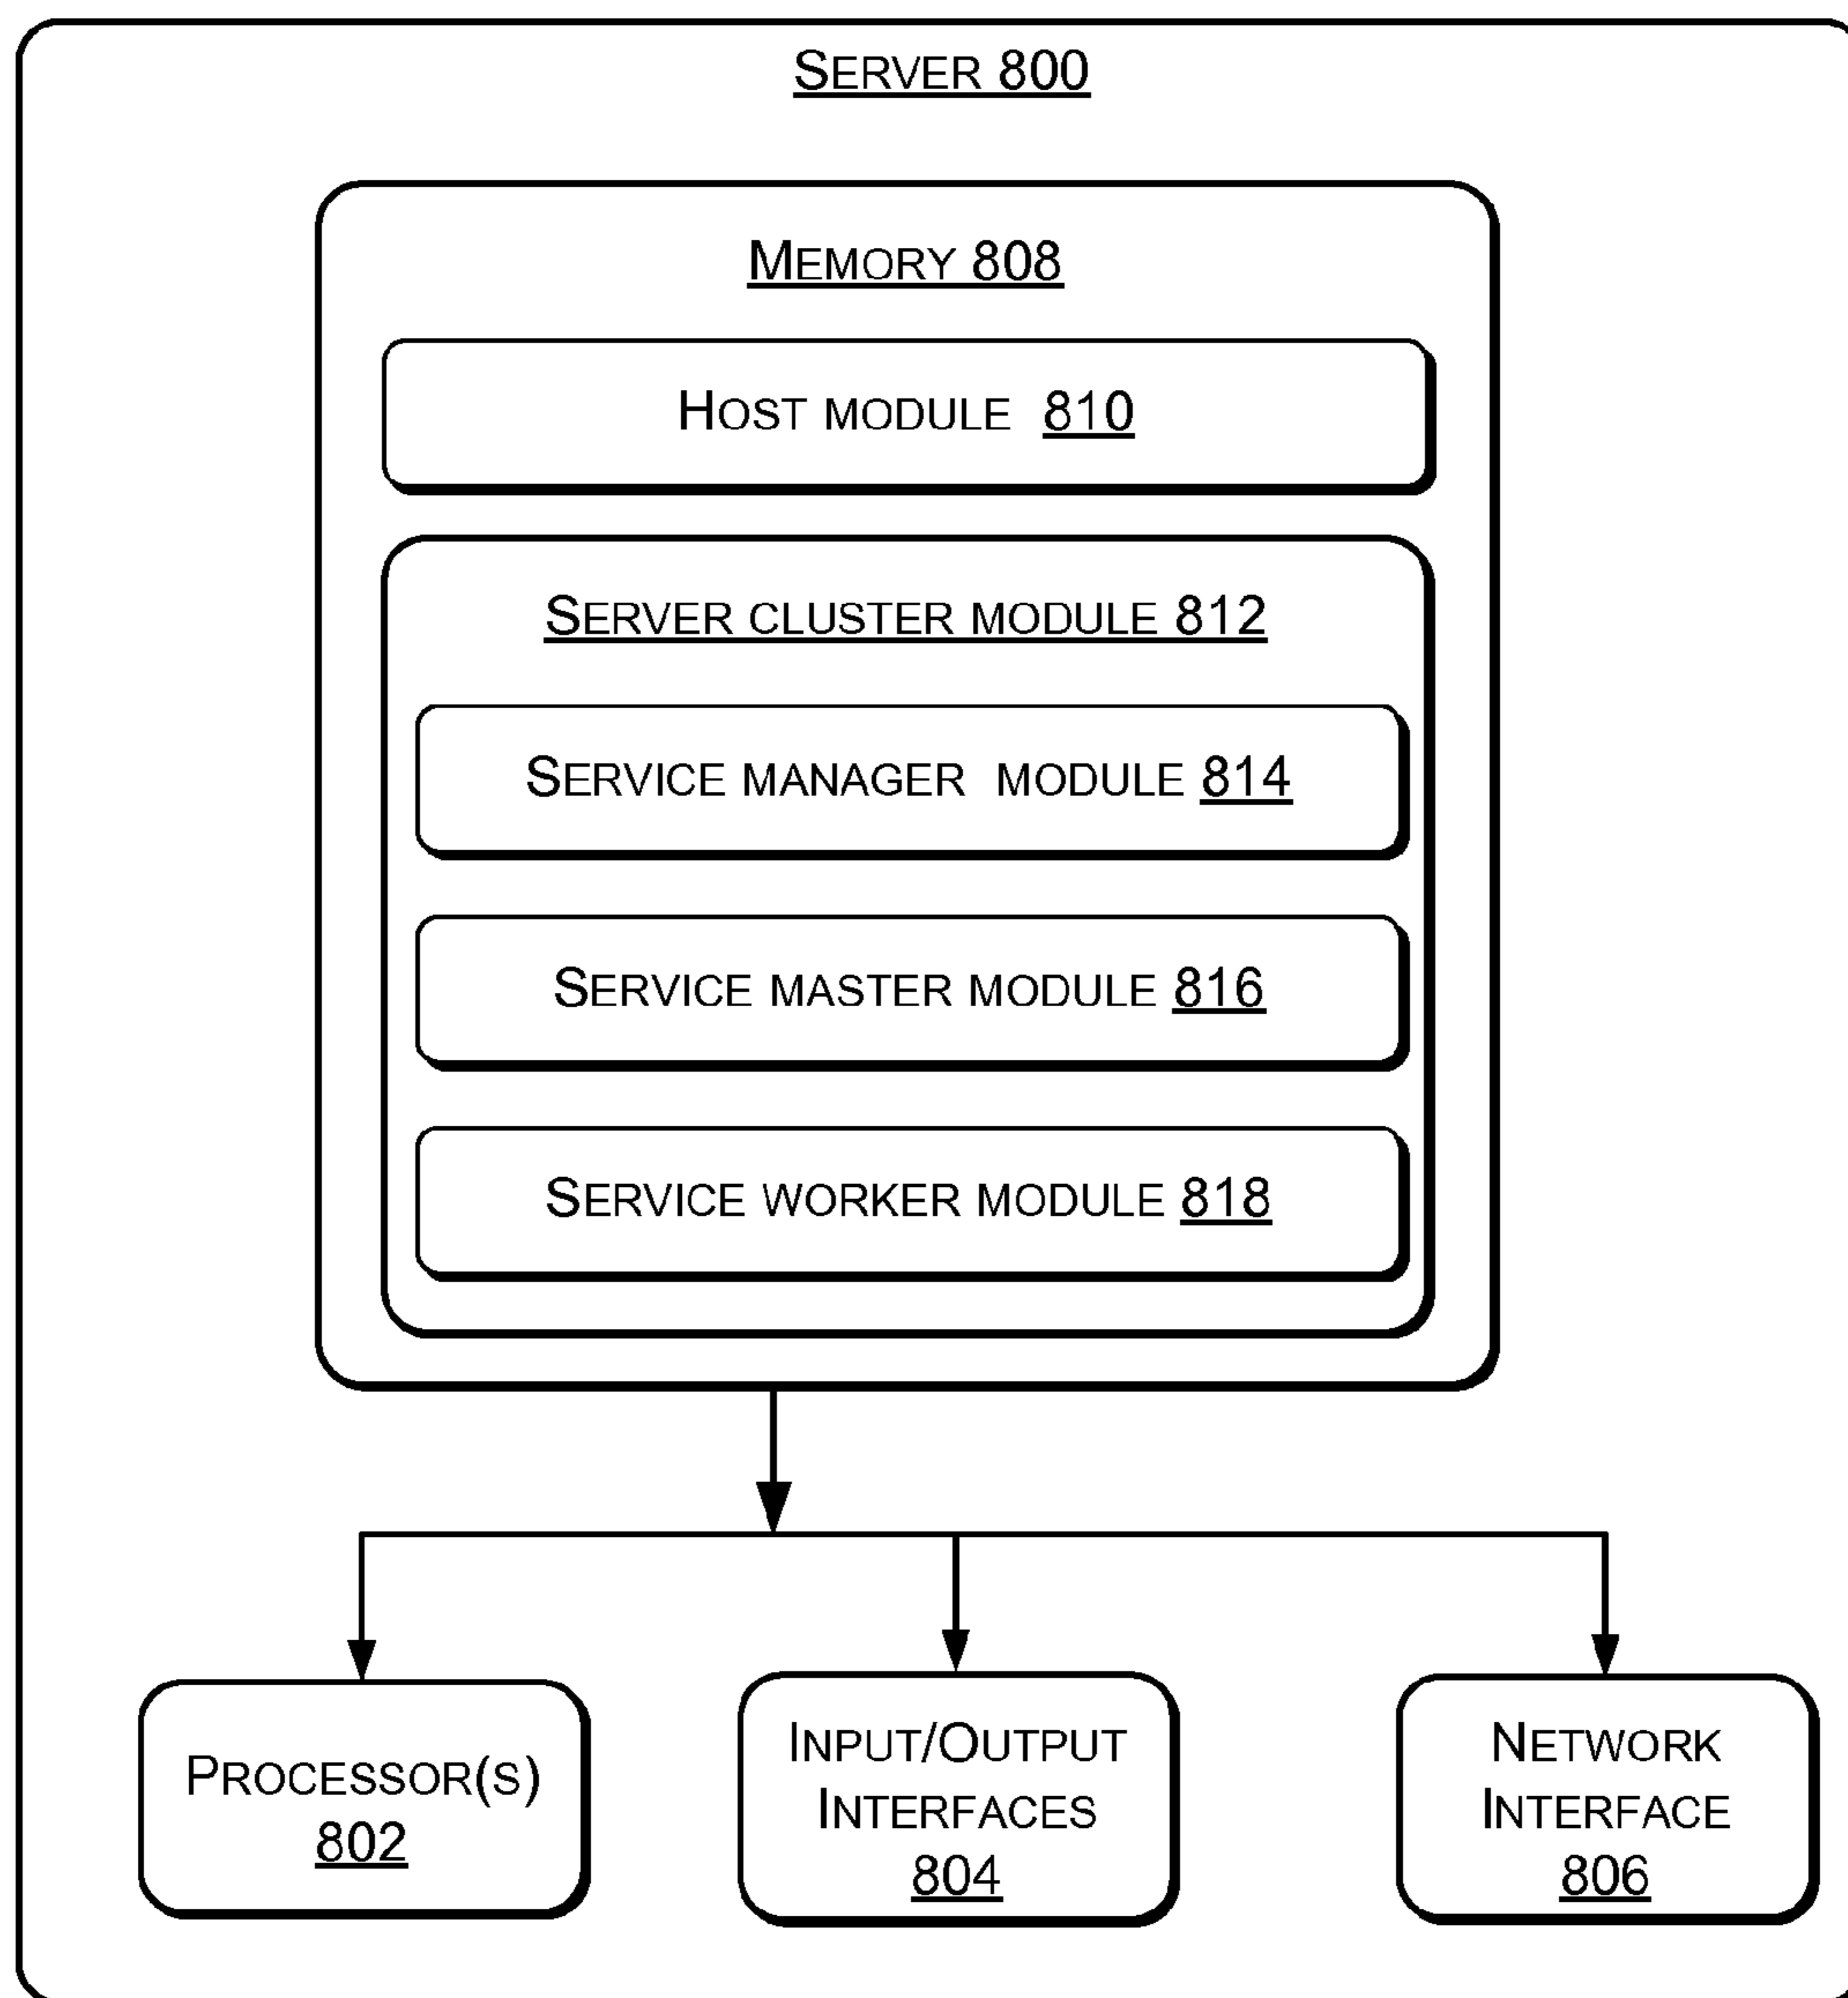 SERVER 800
MEMORY 808
HOST MODULE 810
SERVER CLUSTER MODULE 812
SERVICE MANAGER MODULE 814
SERVICE MASTER MODULE 816
SERVICE WORKER MODULE 818
PROCESSOR(S)
802
INPUT/OUTPUT
INTERFACES
804
NETWORK
INTERFACE
806